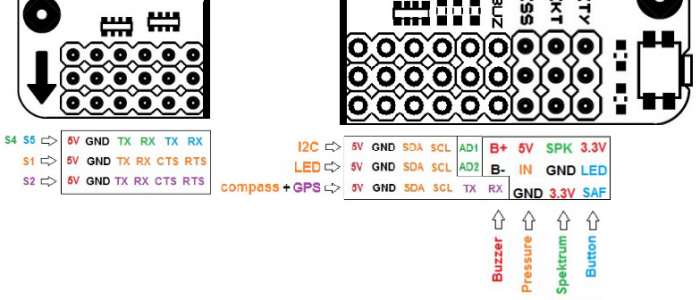 BUZ
SS
KT
TY
S4 S5 5V GND TX RX TX RX
S1 5V GND TX RX CTS RTS
S2 5V GND TX RX CTS RTS
I2C 5V GND SDA SCL AD1 B+ 5V SPK 3.3V
LED 5V GND SDA SCL AD2 B- IN GND LED
compass + GPS 5V GND SDA SCL TX RX GND 3.3V SAF
Buzzer
Pressure
Spektrum
Button